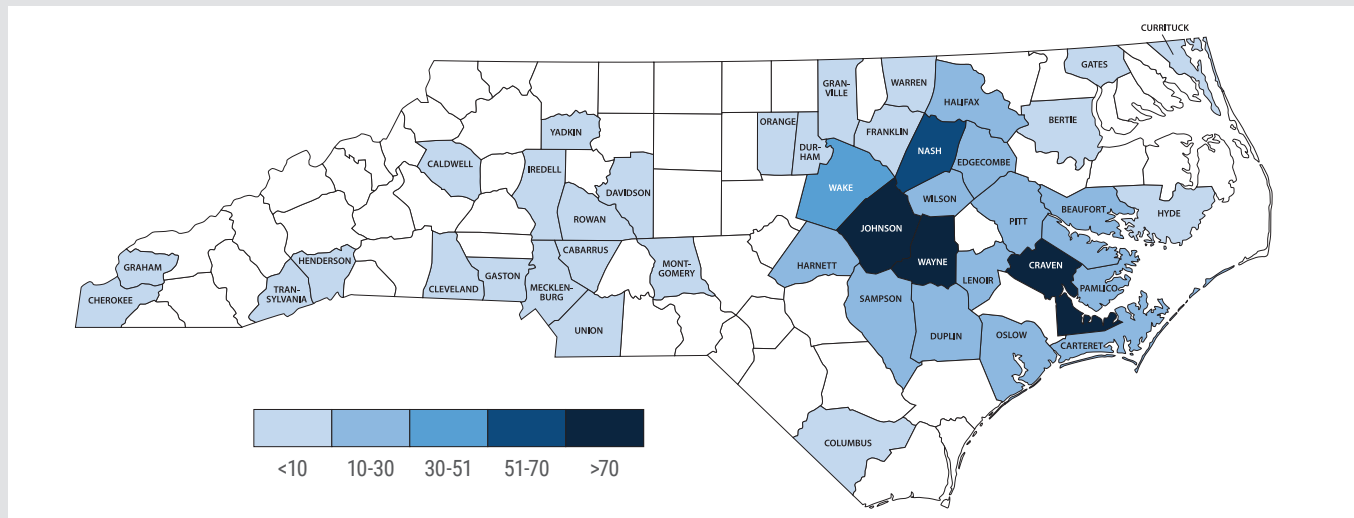 CURRITUCK
GATES
GRAN-
VILLE
WARREN
HALIFAX
BERTIE
ORANGE
DUR-
HAM
FRANKLIN
NASH
EDGECOMBE
YADKIN
CALDWELL
IREDELL
DAVIDSON
ROWAN
WAKE
WILSON
JOHNSON
PITT
BEAUFORT
HYDE
GRAHAM
CHEROKEE
HENDERSON
TRAN-
SYLVANIA
CLEVELAND
GASTON
CABARRUS
MECKLEN-
BURG
UNION
MONT-
GOMERY
HARNETT
WAYNE
LENOIR
CRAVEN
PAMLICO
SAMPSON
DUPLIN
OSLOW
CARTERET
COLUMBUS
<10 10-30 30-51 51-70 >70